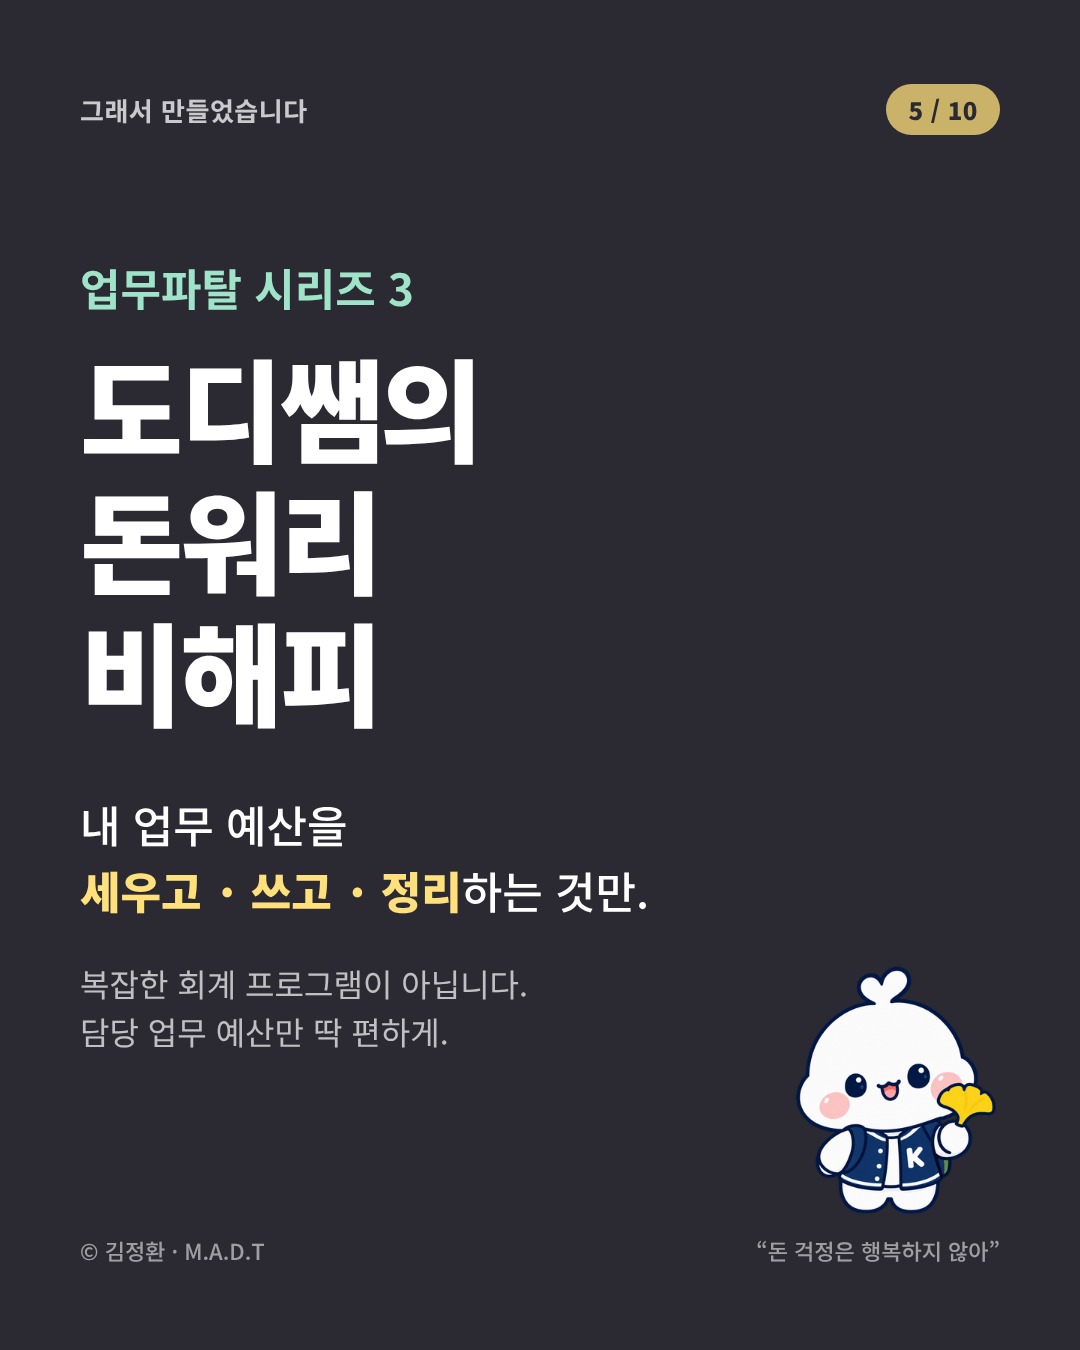 그래서 만들었습니다
5 / 10
업무파탈 시리즈 3
도디쌤의
돈워리
비해피
내 업무 예산을
세우고 · 쓰고 · 정리하는 것만.
복잡한 회계 프로그램이 아닙니다.
담당 업무 예산만 딱 편하게.
K
© 김정환 · M.A.D.T
“돈 걱정은 행복하지 않아”